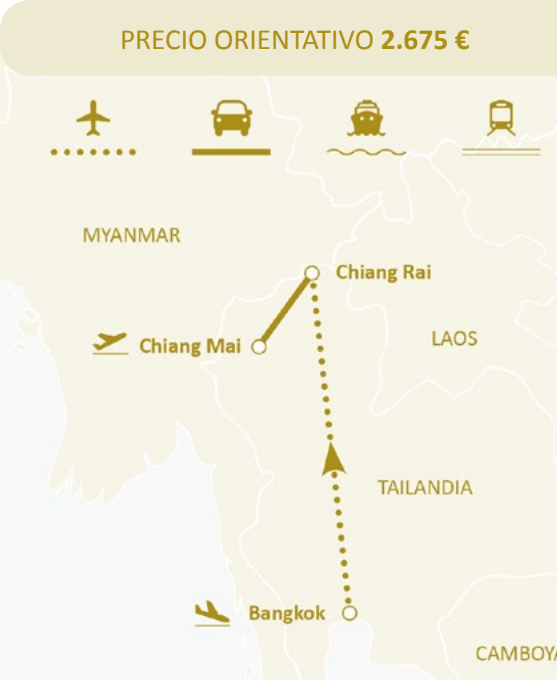 PRECIO ORIENTATIVO 2.675 €
MYANMAR
Chiang Rai
Chiang Mai
LAOS
TAILANDIA
Bangkok
CAMBOYA